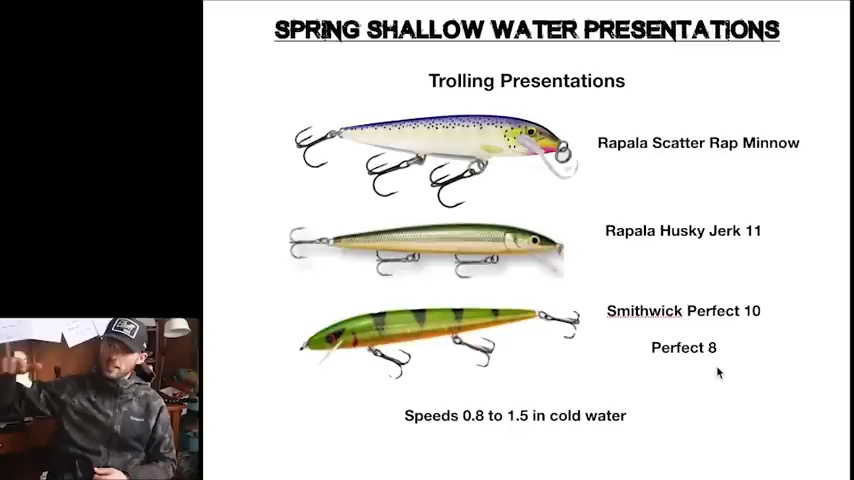 SPRING SHALLOW WATER PRESENTATIONS
Trolling Presentations
Rapala Scatter Rap Minnow
Rapala Husky Jerk 11
Smithwick Perfect 10
Perfect 8
Speeds 0.8 to 1.5 in cold water